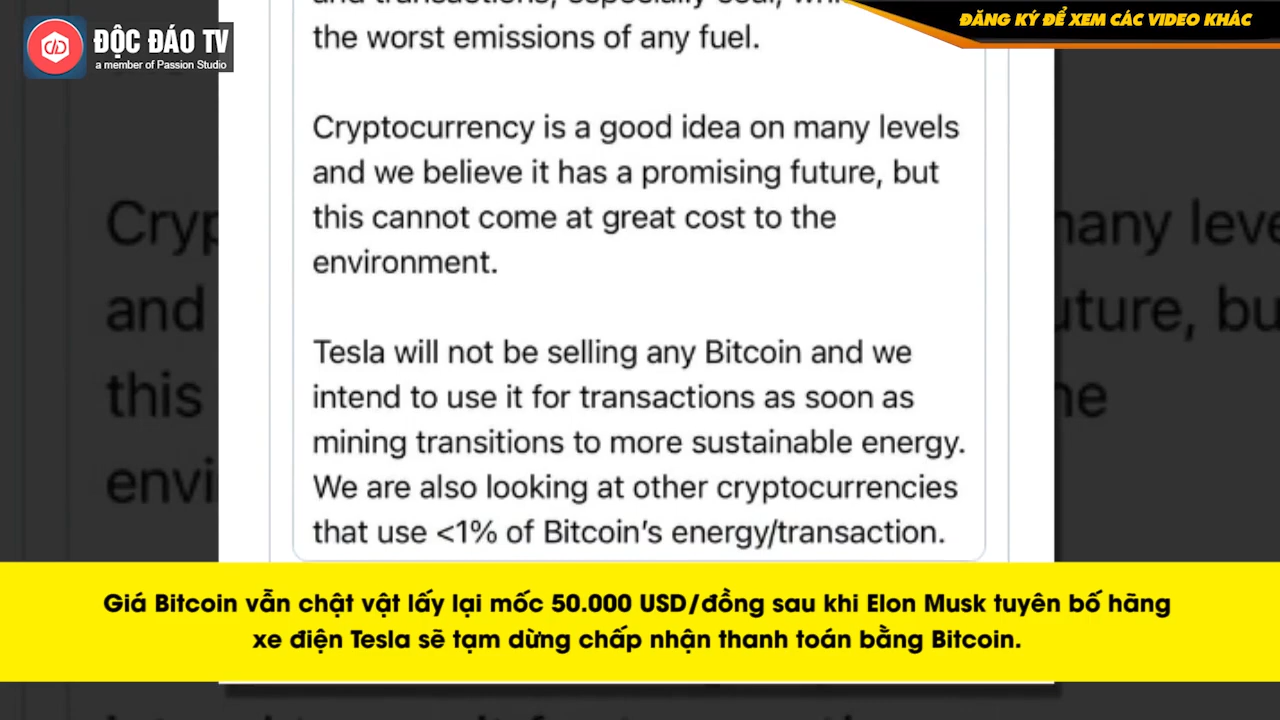 ĐỘC ĐÁO TV
a member of Passion Studio
ĐĂNG KÝ ĐỂ XEM CÁC VIDEO KHÁC
the worst emissions of any fuel.
Cryptocurrency is a good idea on many levels
and we believe it has a promising future, but
this cannot come at great cost to the
environment.
Tesla will not be selling any Bitcoin and we
intend to use it for transactions as soon as
mining transitions to more sustainable energy.
We are also looking at other cryptocurrencies
that use <1% of Bitcoin's energy/transaction.
Giá Bitcoin vẫn chật vật lấy lại mốc 50.000 USD/đồng sau khi Elon Musk tuyên bố hãng
xe điện Tesla sẽ tạm dừng chấp nhận thanh toán bằng Bitcoin.